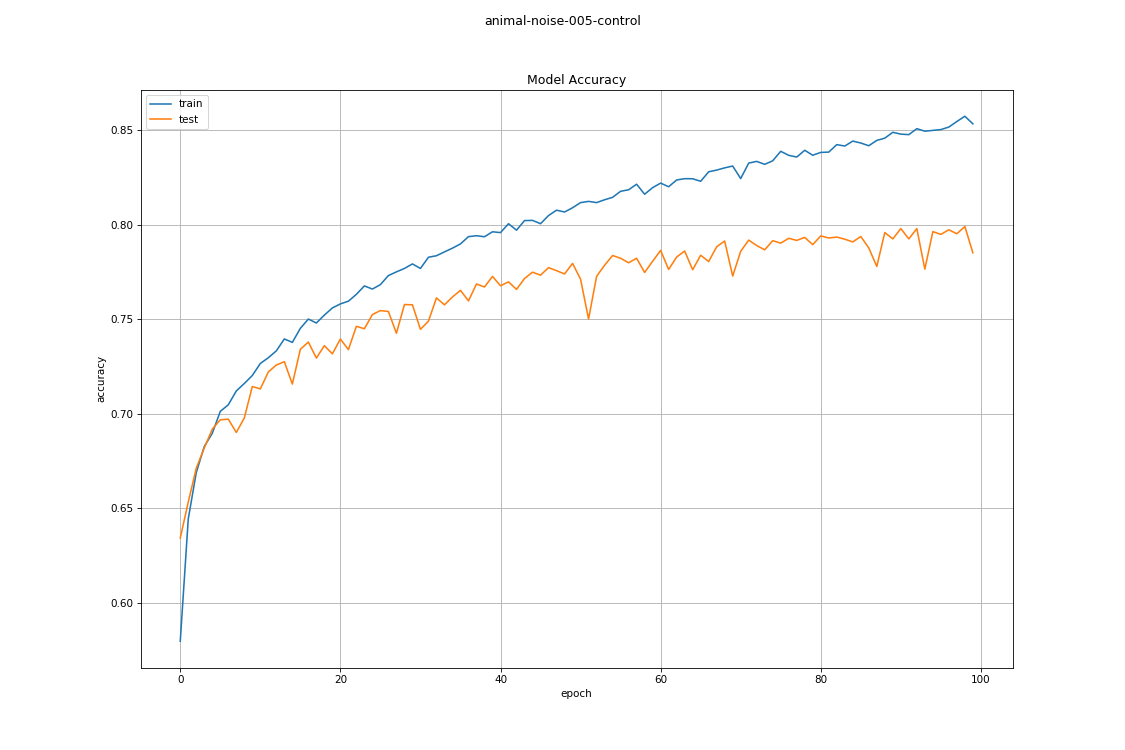 animal-noise-005-control
Model Accuracy
train
test
0.85
0.80
0.75
0.70
0.65
0.60
accuracy
0 20 40 60 80 100
epoch